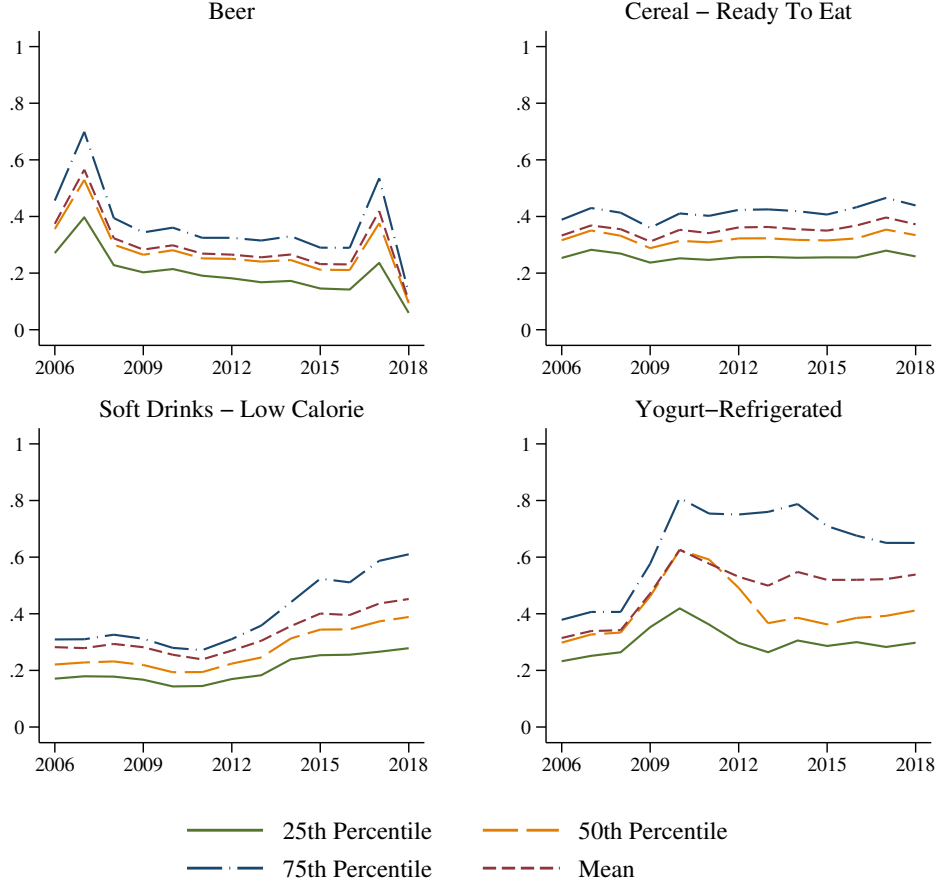 Beer
1
.8
.6
.4
.2
0
2006 2009 2012 2015 2018
Cereal − Ready To Eat
1
.8
.6
.4
.2
0
2006 2009 2012 2015 2018
Soft Drinks − Low Calorie
1
.8
.6
.4
.2
0
2006 2009 2012 2015 2018
Yogurt−Refrigerated
1
.8
.6
.4
.2
0
2006 2009 2012 2015 2018
25th Percentile 50th Percentile
75th Percentile Mean